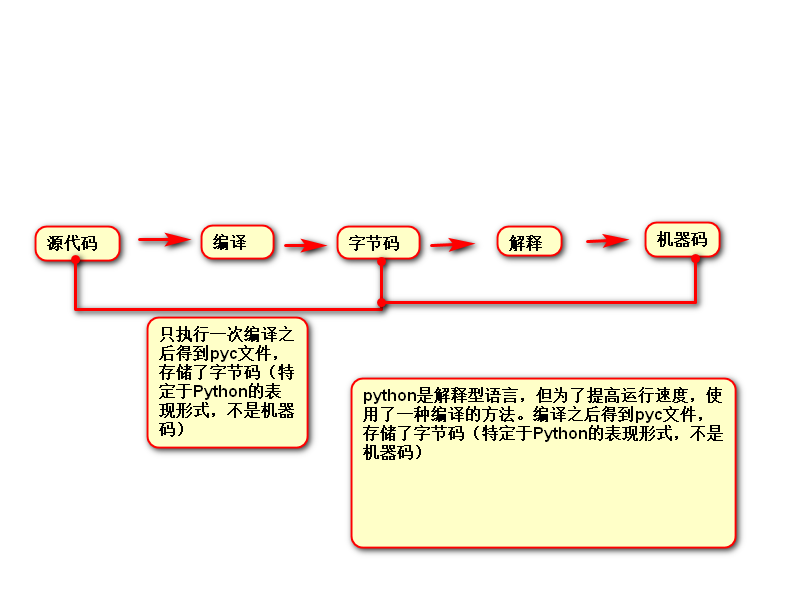 源代码
编译
字节码
解释
机器码
只执行一次编译之
后得到pyc文件，
存储了字节码（特
定于Python的表
现形式，不是机器
码）
python是解释型语言，但为了提高运行速度，使
用了一种编译的方法。编译之后得到pyc文件，
存储了字节码（特定于Python的表现形式，不是
机器码）